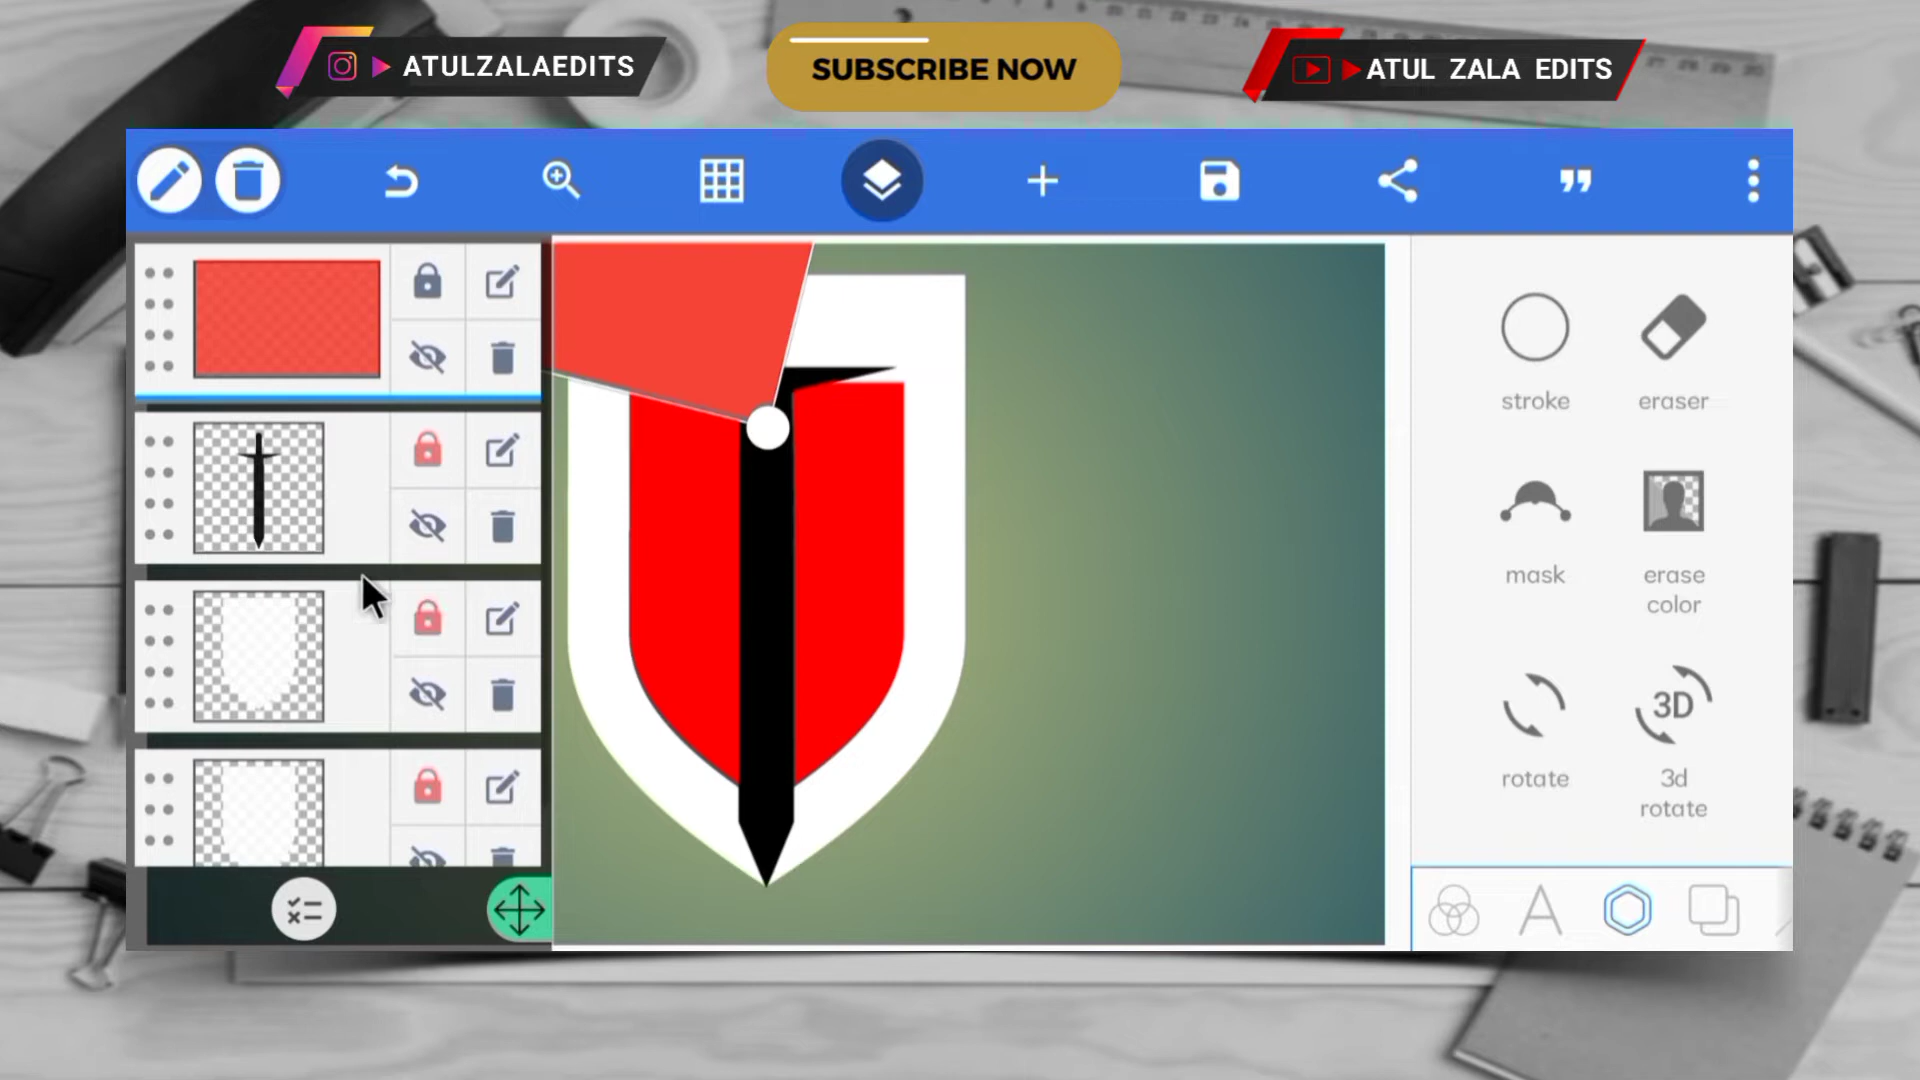 ATULZALAEDITS
SUBSCRIBE NOW
ATUL ZALA EDITS
stroke
eraser
mask
erase
color
rotate
3D
3d
rotate